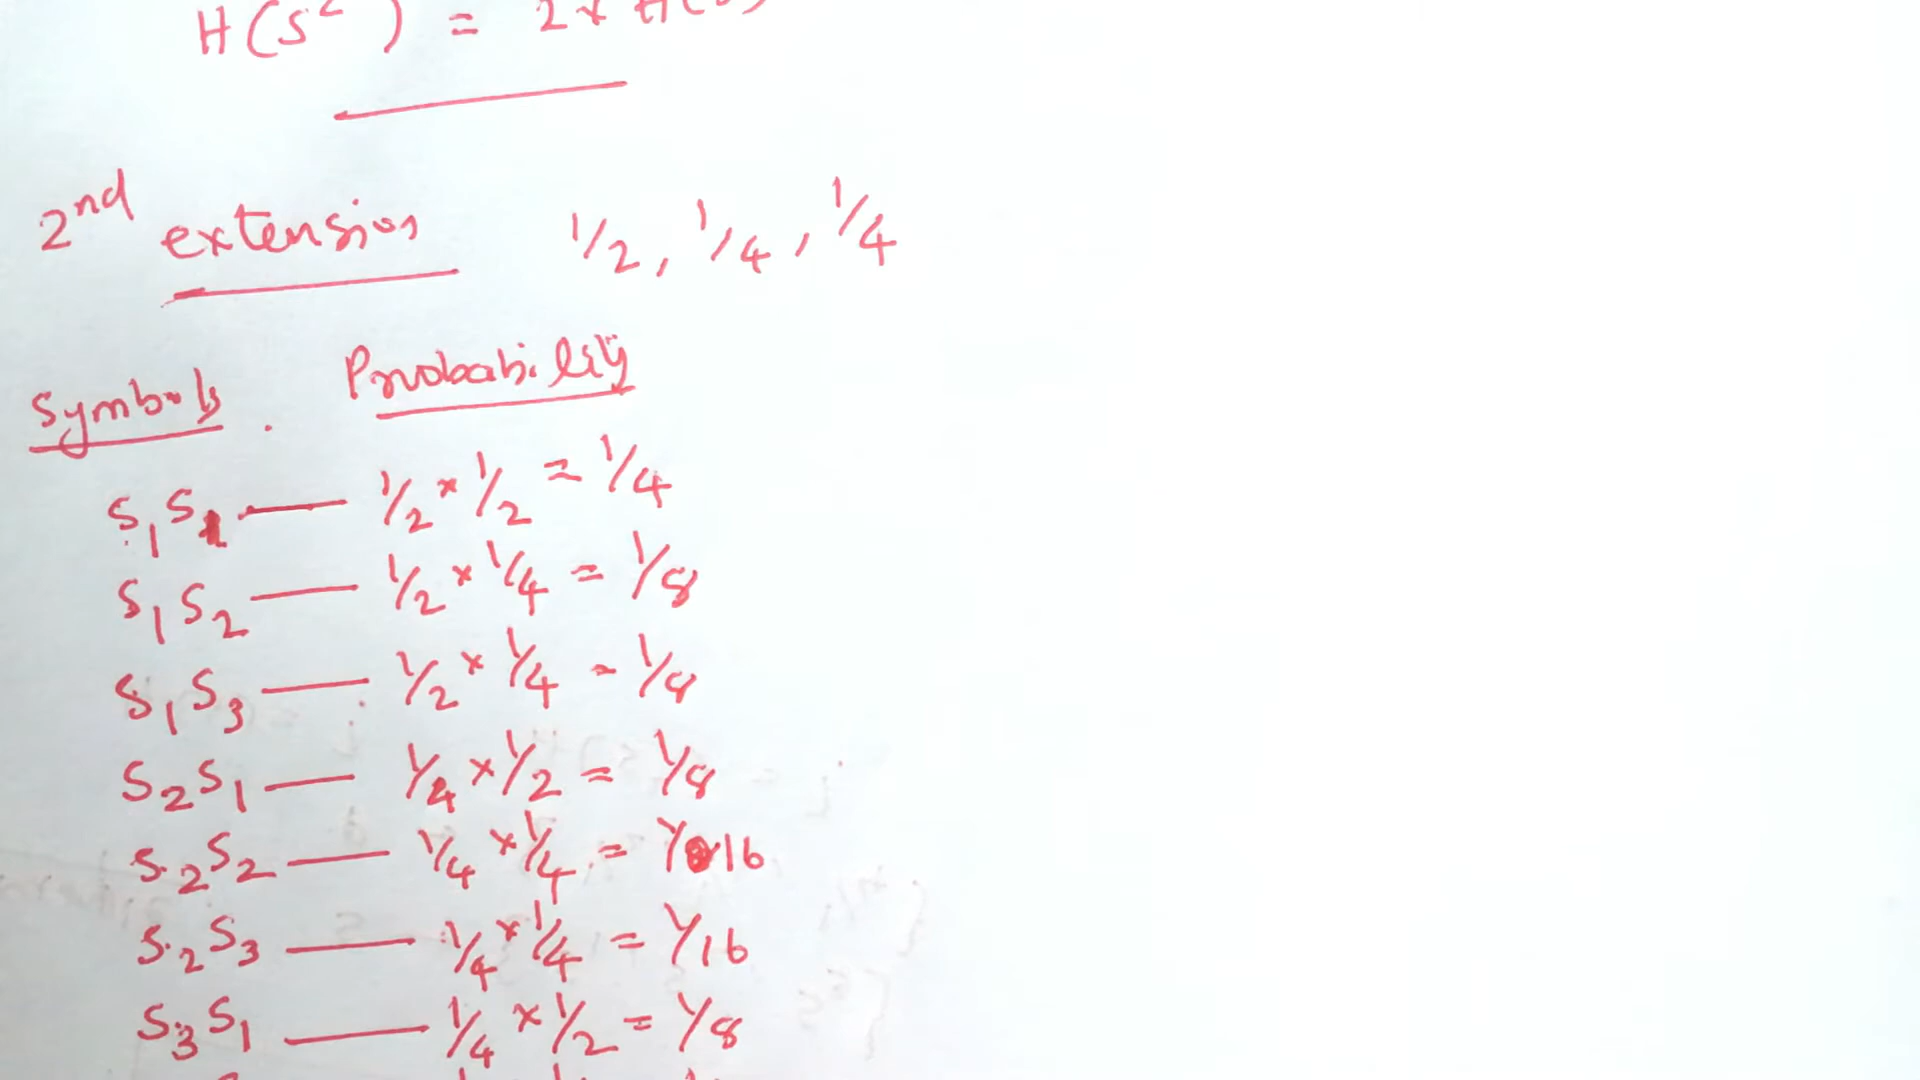 H(S²) = 2 x H(S)
2nd extension 1/2, 1/4, 1/4
Symbols. Probability
S₁S₁ — 1/2 x 1/2 = 1/4
S₁S₂ — 1/2 x 1/4 = 1/8
S₁S₃ — 1/2 x 1/4 = 1/8
S₂S₁ — 1/4 x 1/2 = 1/8
S₂S₂ — 1/4 x 1/4 = 1/16
S₂S₃ — 1/4 x 1/4 = 1/16
S₃S₁ — 1/4 x 1/2 = 1/8